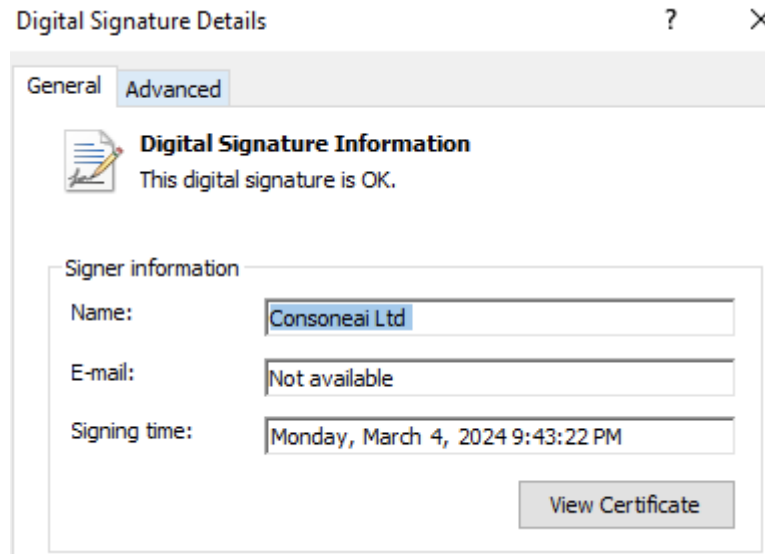 Digital Signature Details ? X
General Advanced
Digital Signature Information
This digital signature is OK.
Signer information
Name: Consoneai Ltd
E-mail: Not available
Signing time: Monday, March 4, 2024 9:43:22 PM
View Certificate